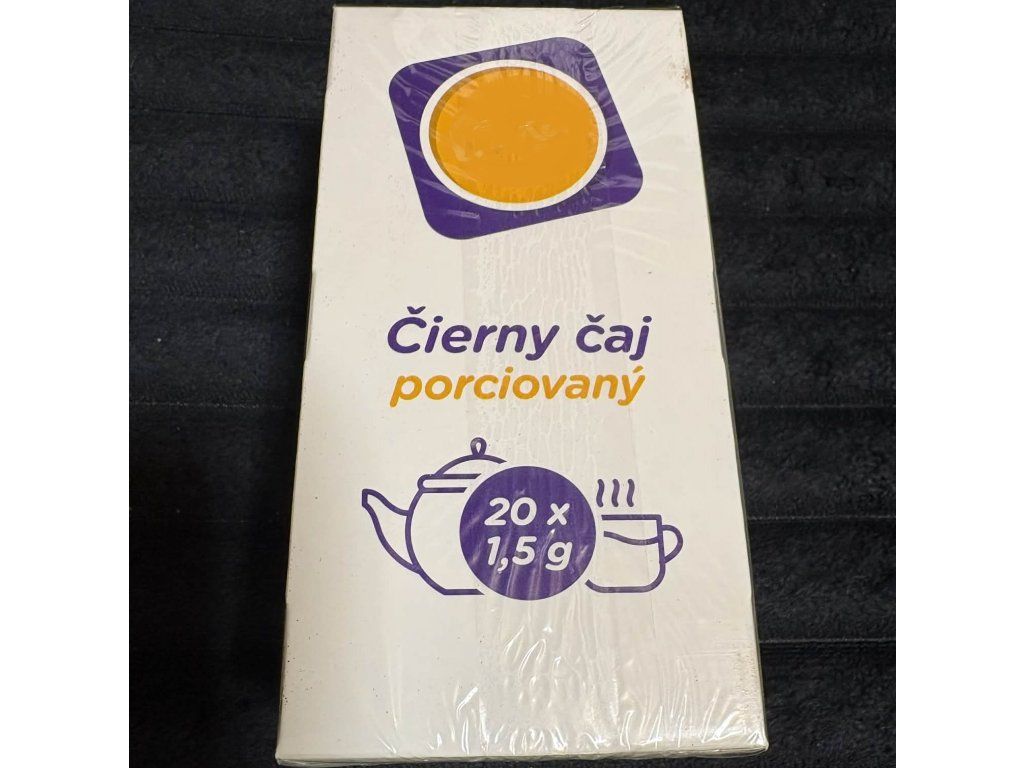 Čierny čaj
porciovaný
20 x
1,5 g